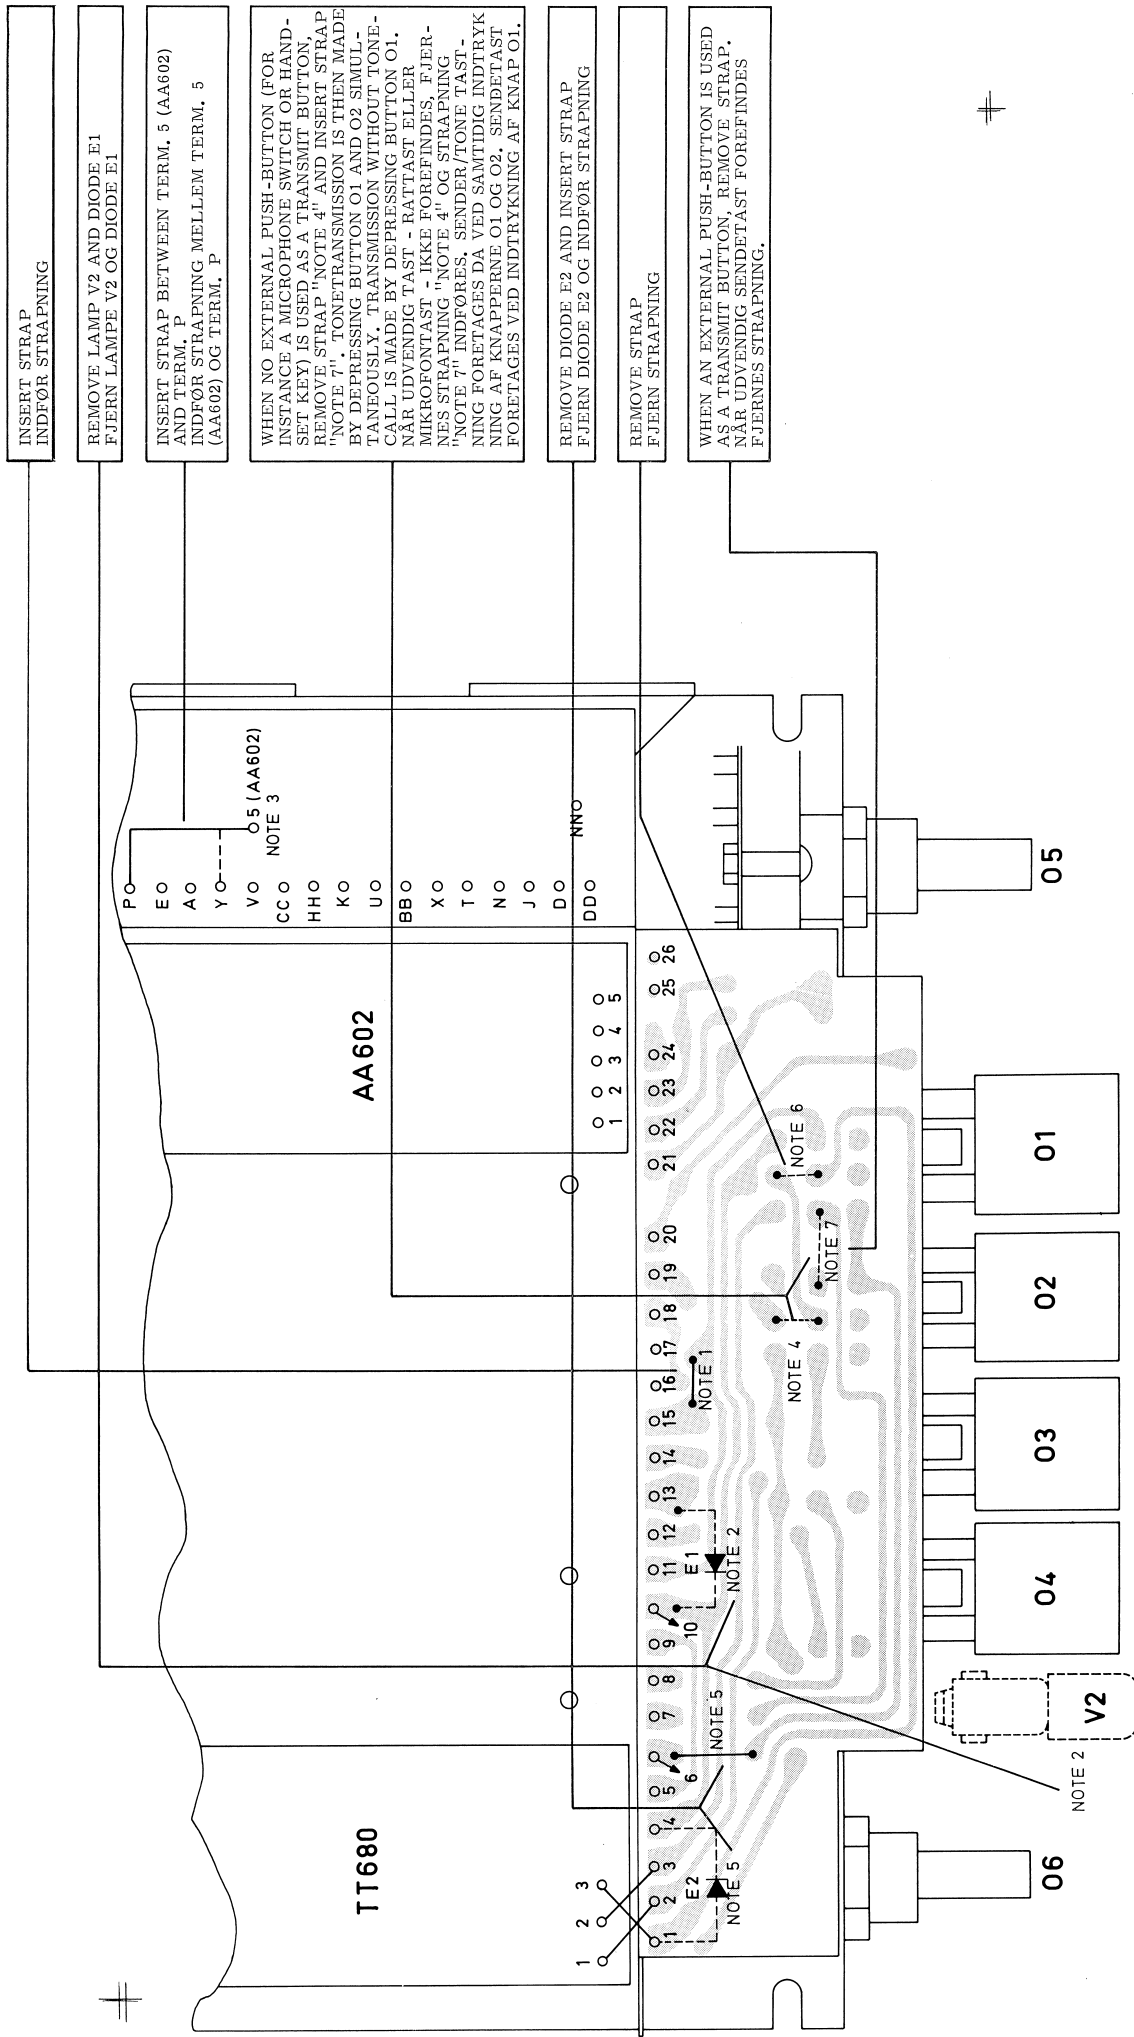 INSERT STRAP
INDFØR STRAPNING
REMOVE LAMP V2 AND DIODE E1
FJERN LAMPE V2 OG DIODE E1
INSERT STRAP BETWEEN TERM. 5 (AA602)
AND TERM. P
INDFØR STRAPNING MELLEM TERM. 5
(AA602) OG TERM. P
WHEN NO EXTERNAL PUSH-BUTTON (FOR
INSTANCE A MICROPHONE SWITCH OR HAND-
SET KEY) IS USED AS A TRANSMIT BUTTON,
REMOVE STRAP "NOTE 4" AND INSERT STRAP
"NOTE 7". TONETRANSMISSION IS THEN MADE
BY DEPRESSING BUTTON O1 AND O2 SIMUL-
TANEOUSLY. TRANSMISSION WITHOUT TONE-
CALL IS MADE BY DEPRESSING BUTTON O1.
NÅR UDVENDIG TAST - RATTAST ELLER
MIKROFONTAST - IKKE FOREFINDES, FJER-
NES STRAPNING "NOTE 4" OG STRAPNING
"NOTE 7" INDFØRES. SENDER/TONE TAST-
NING FORETAGES DA VED SAMTIDIG INDTRYK
NING AF KNAPPERNE O1 OG O2. SENDETAST
FORETAGES VED INDTRYKNING AF KNAP O1.
REMOVE DIODE E2 AND INSERT STRAP
FJERN DIODE E2 OG INDFØR STRAPNING
REMOVE STRAP
FJERN STRAPNING
WHEN AN EXTERNAL PUSH-BUTTON IS USED
AS A TRANSMIT BUTTON, REMOVE STRAP.
NÅR UDVENDIG SENDETAST FOREFINDES
FJERNES STRAPNING.
P
E
A
Y
V
CC
HH
K
U
BB
X
T
N
J
D
DD
NN
5 (AA602)
NOTE 3
AA602
1 2 3 4 5
TT680
1 2 3
1 2 3 4 5 6 7 8 9 10 11 12 13 14 15 16 17 18 19 20 21 22 23 24 25 26
E2
NOTE 5
NOTE 5
E1
NOTE 2
NOTE 1
NOTE 4
NOTE 7
NOTE 6
NOTE 2
O6
V2
O4
O3
O2
O1
O5